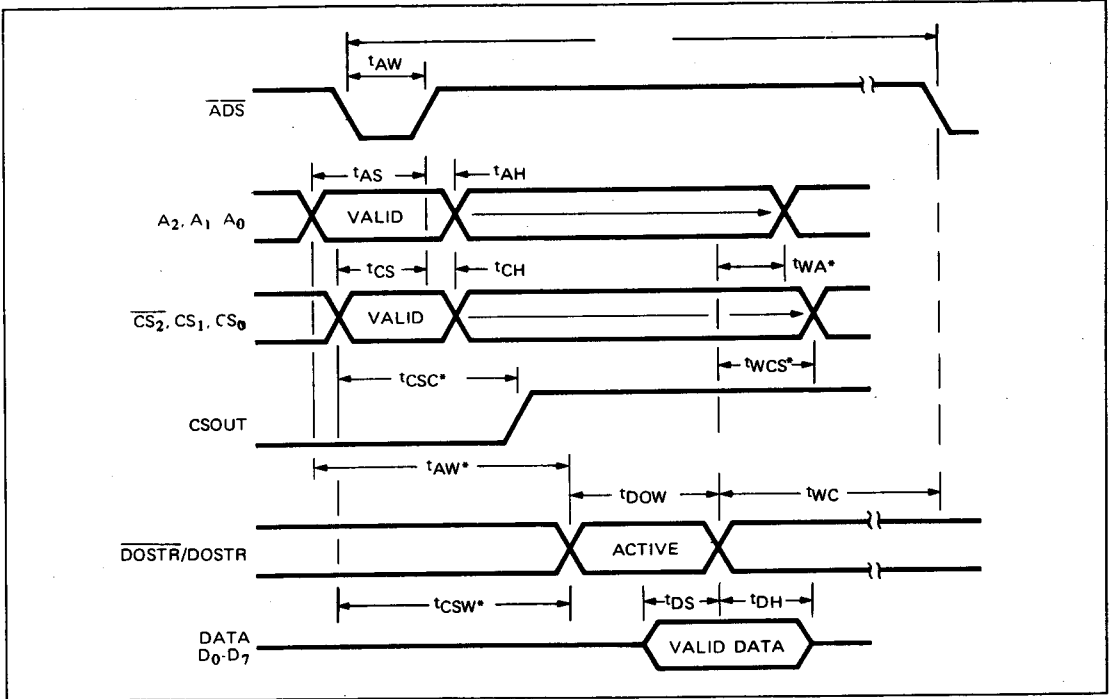 tAW
ADS
tAS
tAH
A2, A1 A0
VALID
tWA*
tCS
tCH
CS2, CS1, CS0
VALID
tWCS*
tCSC*
CSOUT
tAW*
tDOW
tWC
DOSTR/DOSTR
ACTIVE
tCSW*
tDS
tDH
DATA
D0-D7
VALID DATA